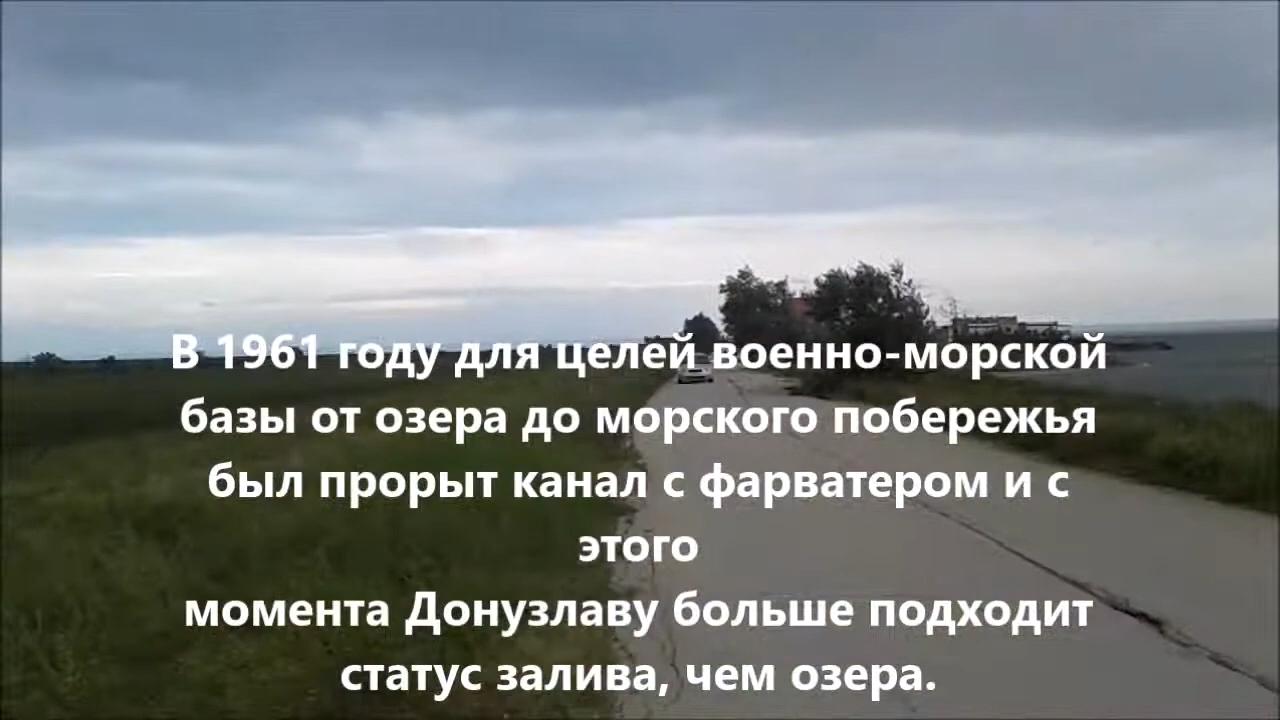 В 1961 году для целей военно-морской
базы от озера до морского побережья
был прорыт канал с фарватером и с
этого
момента Донузлаву больше подходит
статус залива, чем озера.